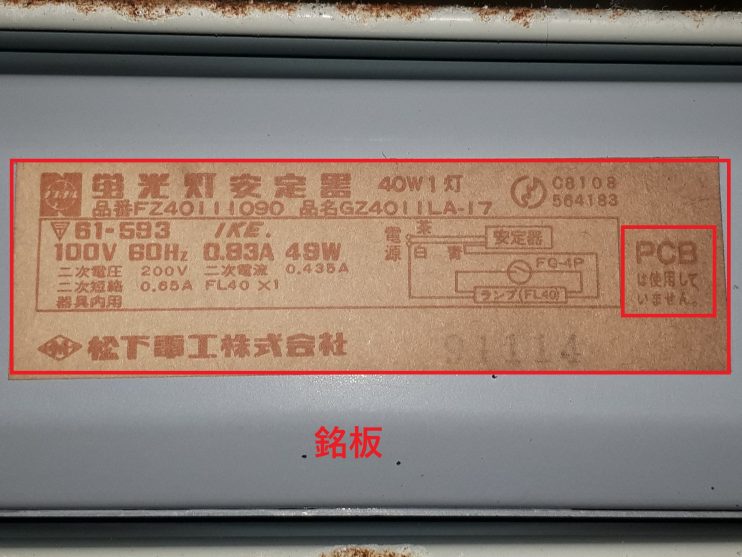 蛍光灯安定器 40W1灯 C8108
564183
品番FZ40111090 品名GZ4011LA-17
61-593 IKE.
100V 60Hz 0.83A 49W
二次電圧 200V 二次電流 0.435A
二次短絡 0.65A FL40 X1
器具内用
電源 茶 白 青 安定器
FG-4P
ランプ(FL40)
PCB
は使用して
いません。
松下電工株式会社 91114
銘板